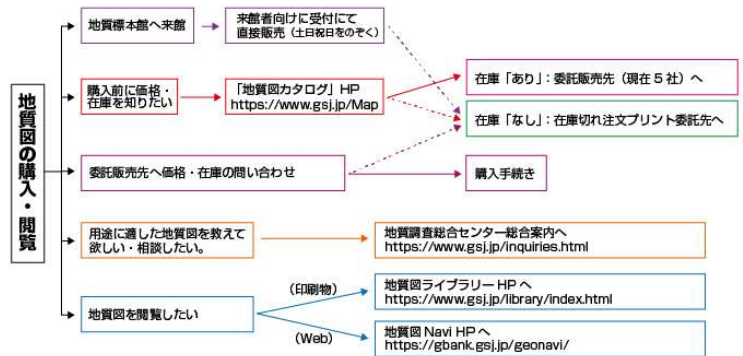 地質図の購入・閲覧
地質標本館へ来館
来館者向けに受付にて
直接販売（土日祝日をのぞく）
購入前に価格・
在庫を知りたい
「地質図カタログ」HP
https://www.gsj.jp/Map
在庫「あり」：委託販売先（現在５社）へ
在庫「なし」：在庫切れ注文プリント委託先へ
委託販売先へ価格・在庫の問い合わせ
購入手続き
用途に適した地質図を教えて
欲しい・相談したい。
地質調査総合センター総合案内へ
https://www.gsj.jp/inquiries.html
地質図を閲覧したい
（印刷物）
地質図ライブラリーHPへ
https://www.gsj.jp/library/index.html
（Web）
地質図Navi HPへ
https://gbank.gsj.jp/geonavi/